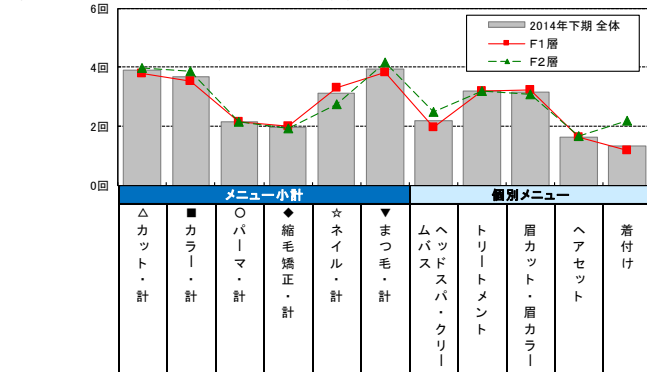 6回
4回
2回
0回
2014年下期 全体
F1層
F2層
メニュー小計
個別メニュー
△カット・計
■カラー・計
○パーマ・計
◆縮毛矯正・計
☆ネイル・計
▼まつ毛・計
ヘッドスパ・クリー
ムバス
トリートメント
眉カット・眉カラー
ヘアセット
着付け